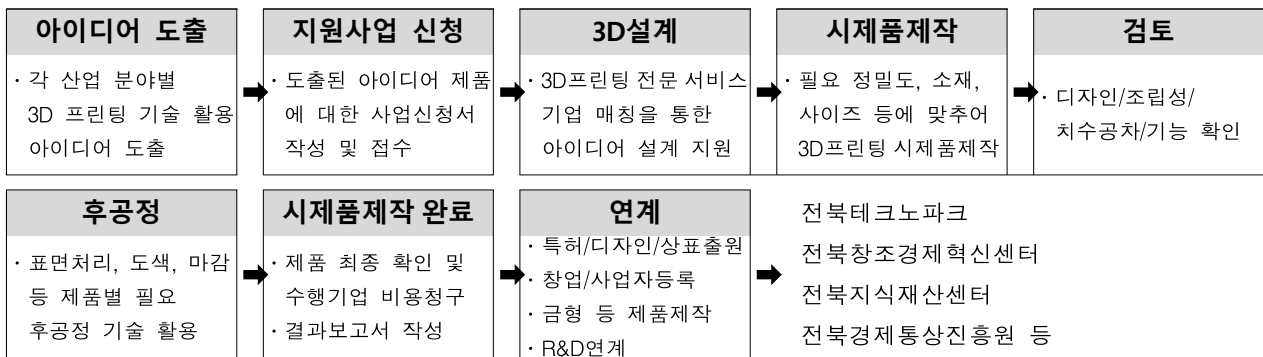 아이디어 도출
· 각 산업 분야별
3D 프린팅 기술 활용
아이디어 도출
지원사업 신청
· 도출된 아이디어 제품
에 대한 사업신청서
작성 및 접수
3D설계
· 3D프린팅 전문 서비스
기업 매칭을 통한
아이디어 설계 지원
시제품제작
· 필요 정밀도, 소재,
사이즈 등에 맞추어
3D프린팅 시제품제작
검토
· 디자인/조립성/
치수공차/기능 확인
후공정
· 표면처리, 도색, 마감
등 제품별 필요
후공정 기술 활용
시제품제작 완료
· 제품 최종 확인 및
수행기업 비용청구
· 결과보고서 작성
연계
· 특허/디자인/상표출원
· 창업/사업자등록
· 금형 등 제품제작
· R&D연계
전북테크노파크
전북창조경제혁신센터
전북지식재산센터
전북경제통상진흥원 등